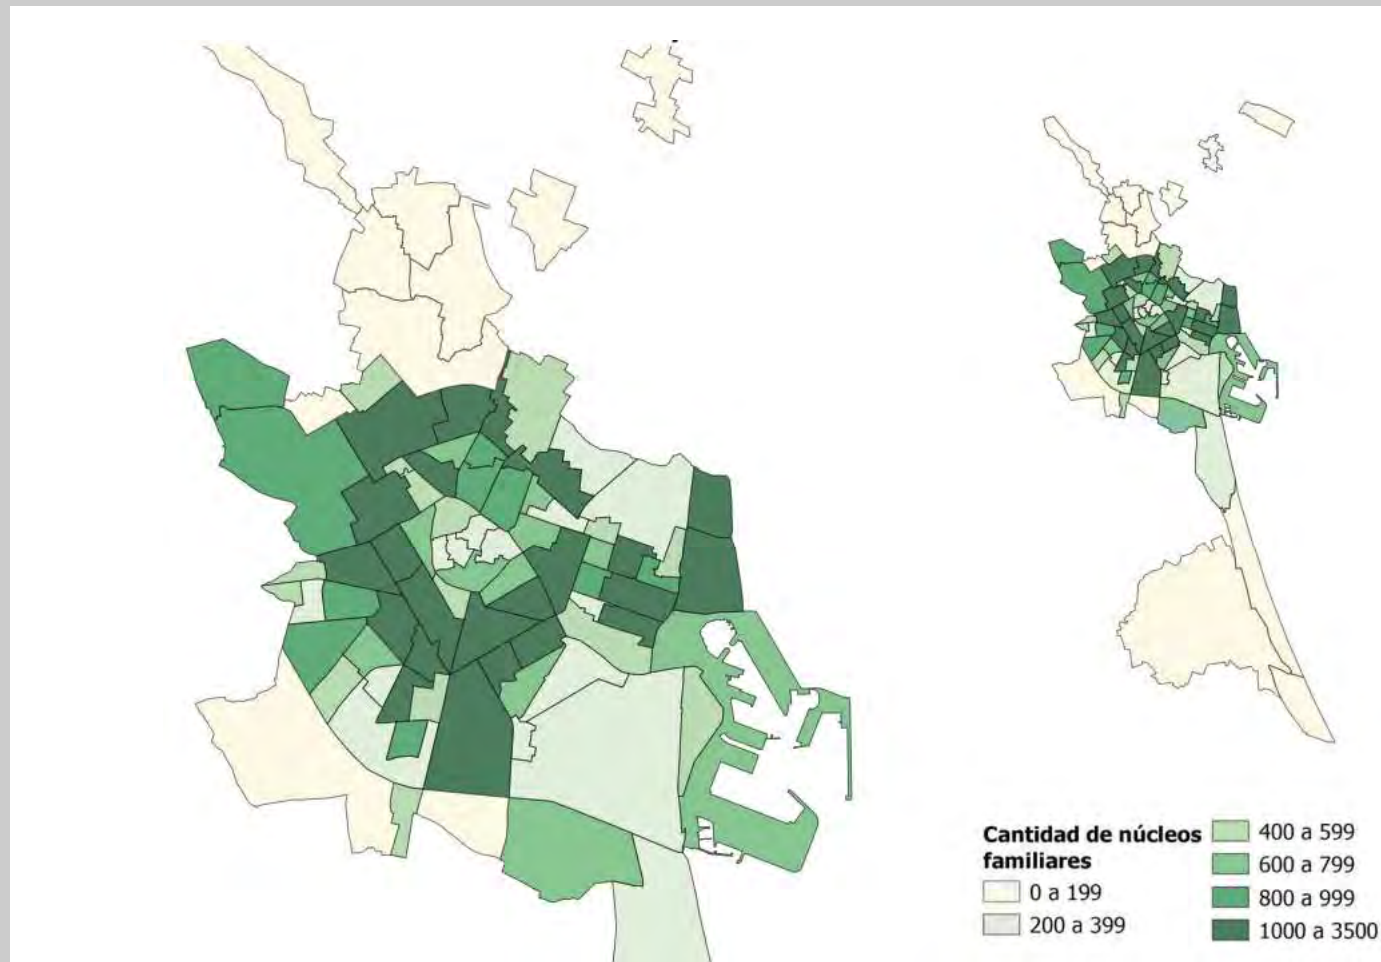 Cantidad de núcleos
familiares
0 a 199
200 a 399
400 a 599
600 a 799
800 a 999
1000 a 3500